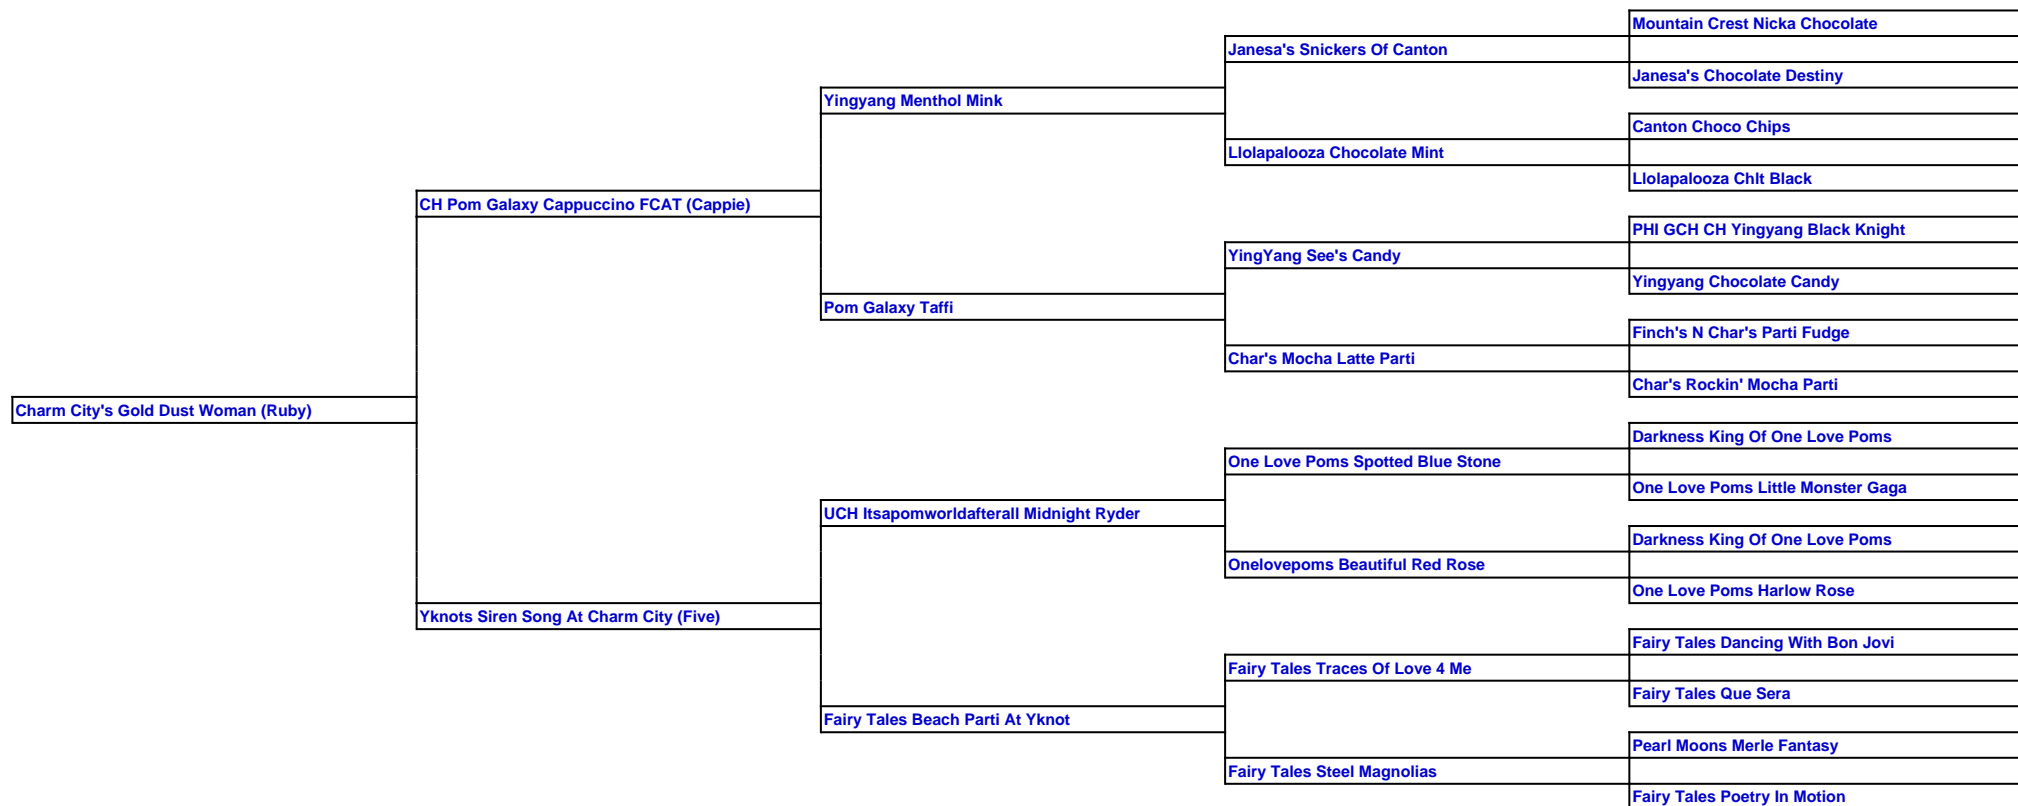 Mountain Crest Nicka Chocolate
Janesa's Snickers Of Canton
Janesa's Chocolate Destiny
Yingyang Menthol Mink
Canton Choco Chips
Llolapalooza Chocolate Mint
Llolapalooza Chlt Black
CH Pom Galaxy Cappuccino FCAT (Cappie)
PHI GCH CH Yingyang Black Knight
YingYang See's Candy
Yingyang Chocolate Candy
Pom Galaxy Taffi
Finch's N Char's Parti Fudge
Char's Mocha Latte Parti
Char's Rockin' Mocha Parti
Charm City's Gold Dust Woman (Ruby)
Darkness King Of One Love Poms
One Love Poms Spotted Blue Stone
One Love Poms Little Monster Gaga
UCH Itsapomworldafterall Midnight Ryder
Darkness King Of One Love Poms
Onelovepoms Beautiful Red Rose
One Love Poms Harlow Rose
Yknots Siren Song At Charm City (Five)
Fairy Tales Dancing With Bon Jovi
Fairy Tales Traces Of Love 4 Me
Fairy Tales Que Sera
Fairy Tales Beach Parti At Yknot
Pearl Moons Merle Fantasy
Fairy Tales Steel Magnolias
Fairy Tales Poetry In Motion